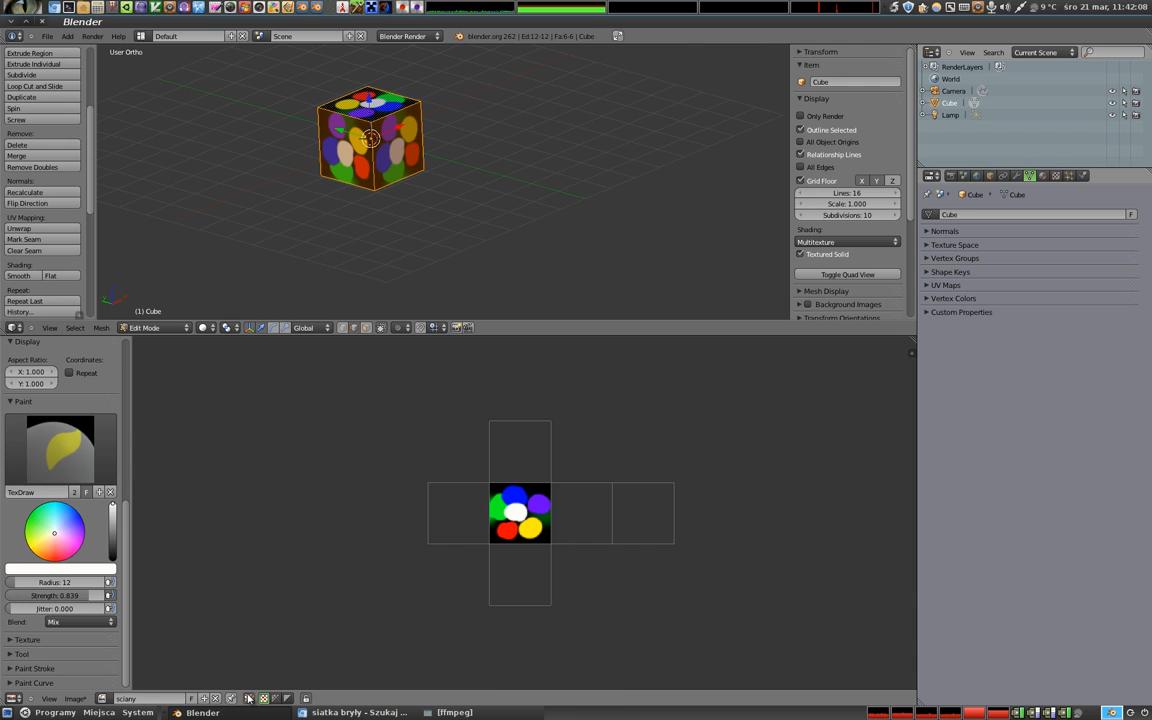 9 °C śro 21 mar, 11:42:08
Blender
File Add Render Help Default Scene Blender Render blender.org 262 | Ed:12-12 | Fa:6-6 | Cube
View Search Current Scene
RenderLayers
World
Camera
Cube
Lamp
Extrude Region
Extrude Individual
Subdivide
Loop Cut and Slide
Duplicate
Spin
Screw
Remove:
Delete
Merge
Remove Doubles
Normals:
Recalculate
Flip Direction
UV Mapping:
Unwrap
Mark Seam
Clear Seam
Shading:
Smooth Flat
Repeat:
Repeat Last
History...
User Ortho
(1) Cube
Transform
Item
Cube
Display
Only Render
Outline Selected
All Object Origins
Relationship Lines
All Edges
Grid Floor X Y Z
Lines: 16
Scale: 1.000
Subdivisions: 10
Shading:
Multitexture
Textured Solid
Toggle Quad View
Mesh Display
Background Images
Transform Orientations
Cube Cube
Cube F
Normals
Texture Space
Vertex Groups
Shape Keys
UV Maps
Vertex Colors
Custom Properties
View Select Mesh Edit Mode Global
Display
Aspect Ratio: Coordinates:
X: 1.000 Repeat
Y: 1.000
Paint
TexDraw 2 F
Radius: 12
Strength: 0.839
Jitter: 0.000
Blend: Mix
Texture
Tool
Paint Stroke
Paint Curve
View Image* sciany F
Programy Miejsca System Blender siatka bryły - Szukaj ... [ffmpeg]